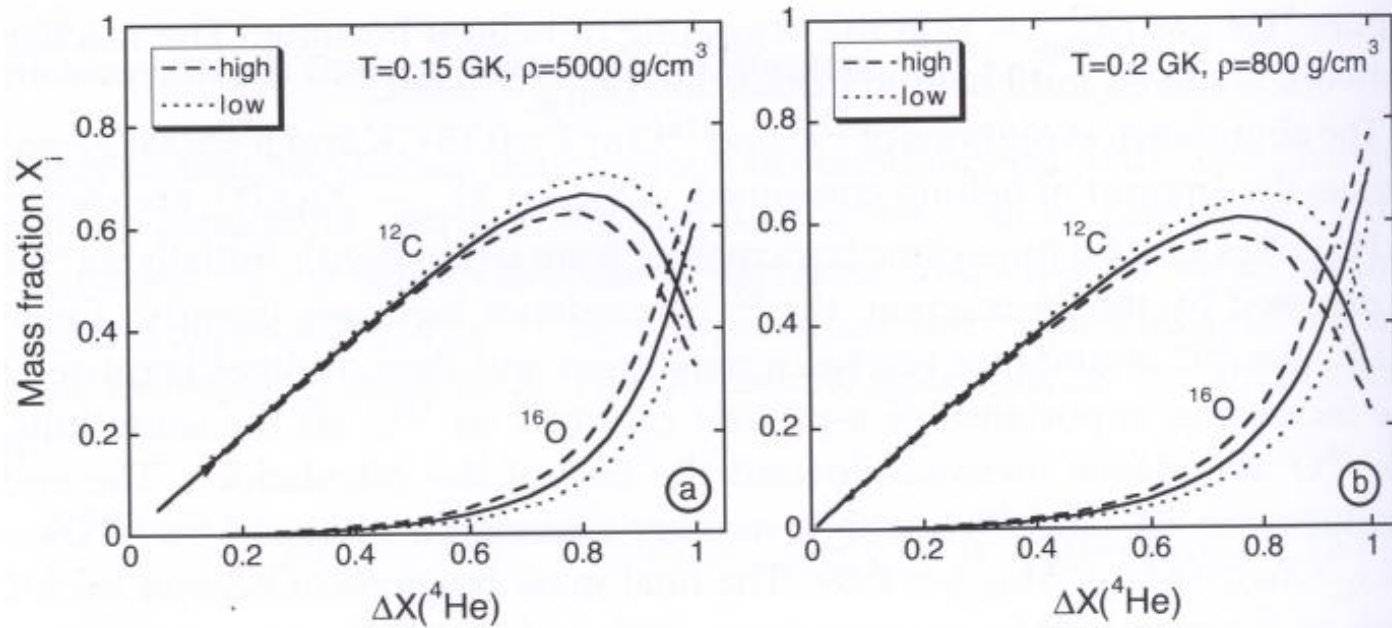 1
0.8
0.6
0.4
0.2
0
0 0.2 0.4 0.6 0.8 1
Mass fraction X_i
ΔX(⁴He)
high
low
T=0.15 GK, ρ=5000 g/cm³
¹²C
¹⁶O
a
1
0.8
0.6
0.4
0.2
0
0 0.2 0.4 0.6 0.8 1
ΔX(⁴He)
high
low
T=0.2 GK, ρ=800 g/cm³
¹²C
¹⁶O
b